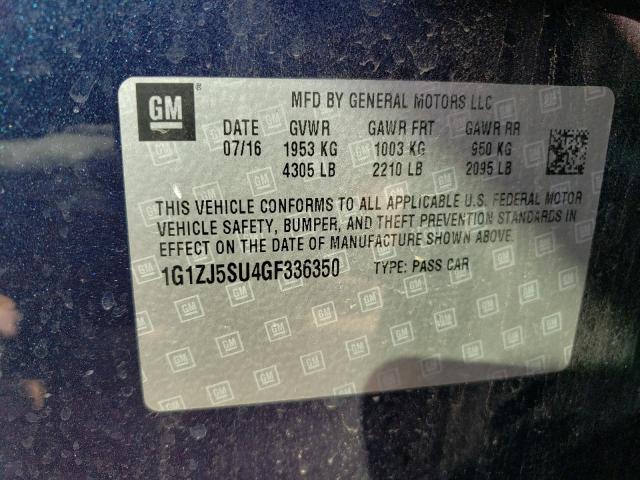 GM ® MFD BY GENERAL MOTORS LLC
DATE GVWR GAWR FRT GAWR RR
07/16 1953 KG 1003 KG 950 KG
4305 LB 2210 LB 2095 LB
THIS VEHICLE CONFORMS TO ALL APPLICABLE U.S. FEDERAL MOTOR
VEHICLE SAFETY, BUMPER, AND THEFT PREVENTION STANDARDS IN
EFFECT ON THE DATE OF MANUFACTURE SHOWN ABOVE.
1G1ZJ5SU4GF336350 TYPE: PASS CAR